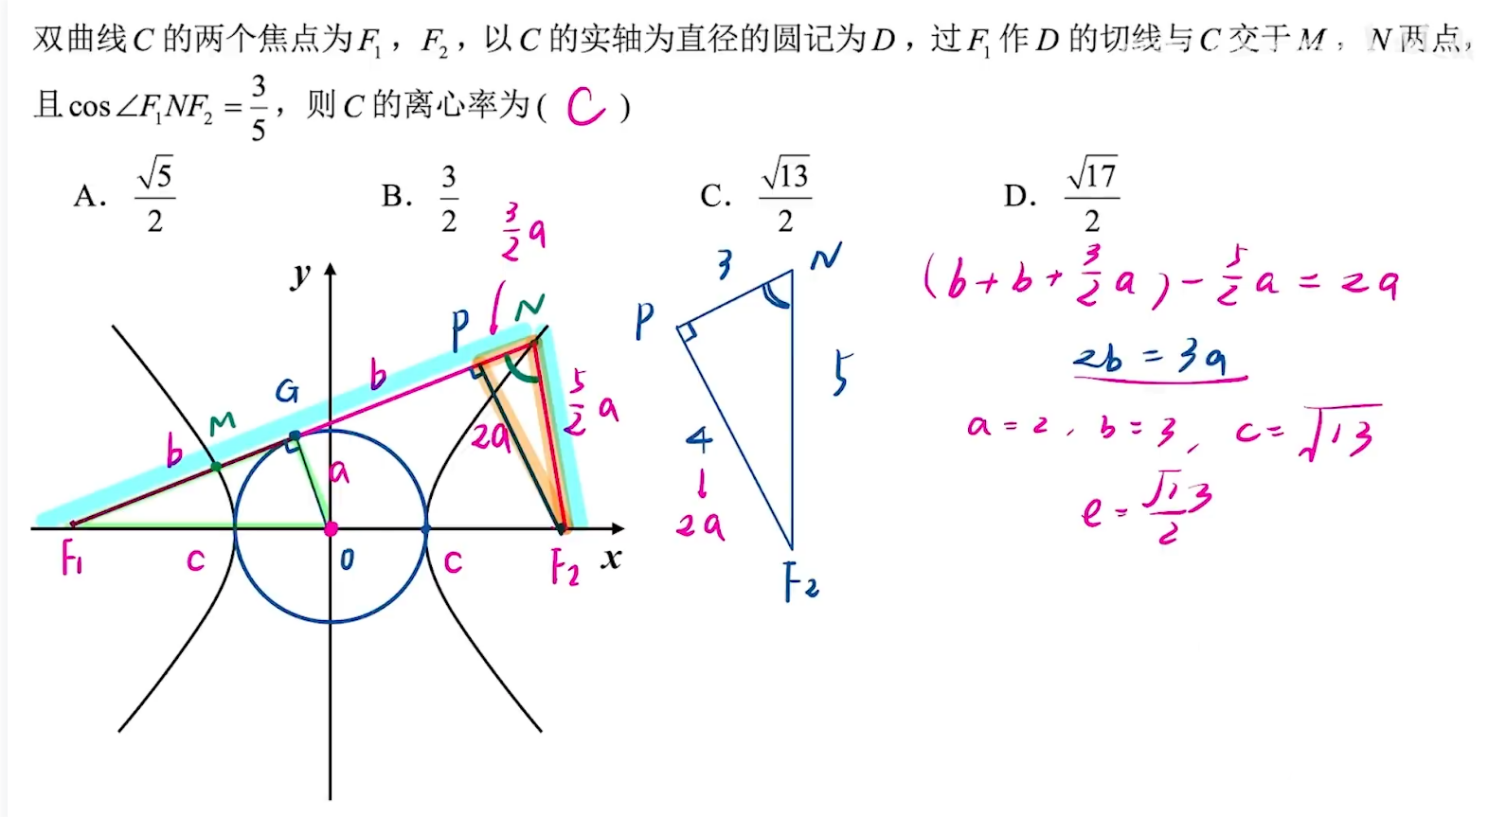 双曲线C的两个焦点为F₁，F₂，以C的实轴为直径的圆记为D，过F₁作D的切线与C交于M，N两点，
且cos∠F₁NF₂=3/5，则C的离心率为( C )
A. √5/2 B. 3/2 C. √13/2 D. √17/2
3/2 a
y
P N
G b
M
b
5/2 a
2a
a
F₁ c O c F₂ x
3 N
P
5
4
2a
F₂
(b+b+3/2 a)-5/2 a=2a
2b=3a
a=2, b=3, c=√13
e=√13/2